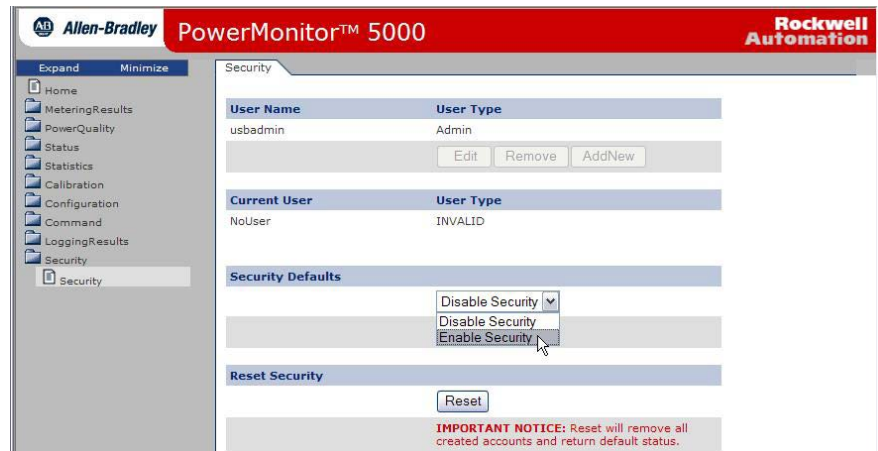 AB Allen-Bradley PowerMonitor™ 5000 Rockwell Automation
Expand Minimize
Home
MeteringResults
PowerQuality
Status
Statistics
Calibration
Configuration
Command
LoggingResults
Security
Security
Security
User Name User Type
usbadmin Admin
Edit Remove AddNew
Current User User Type
NoUser INVALID
Security Defaults
Disable Security
Disable Security
Enable Security
Reset Security
Reset
IMPORTANT NOTICE: Reset will remove all
created accounts and return default status.